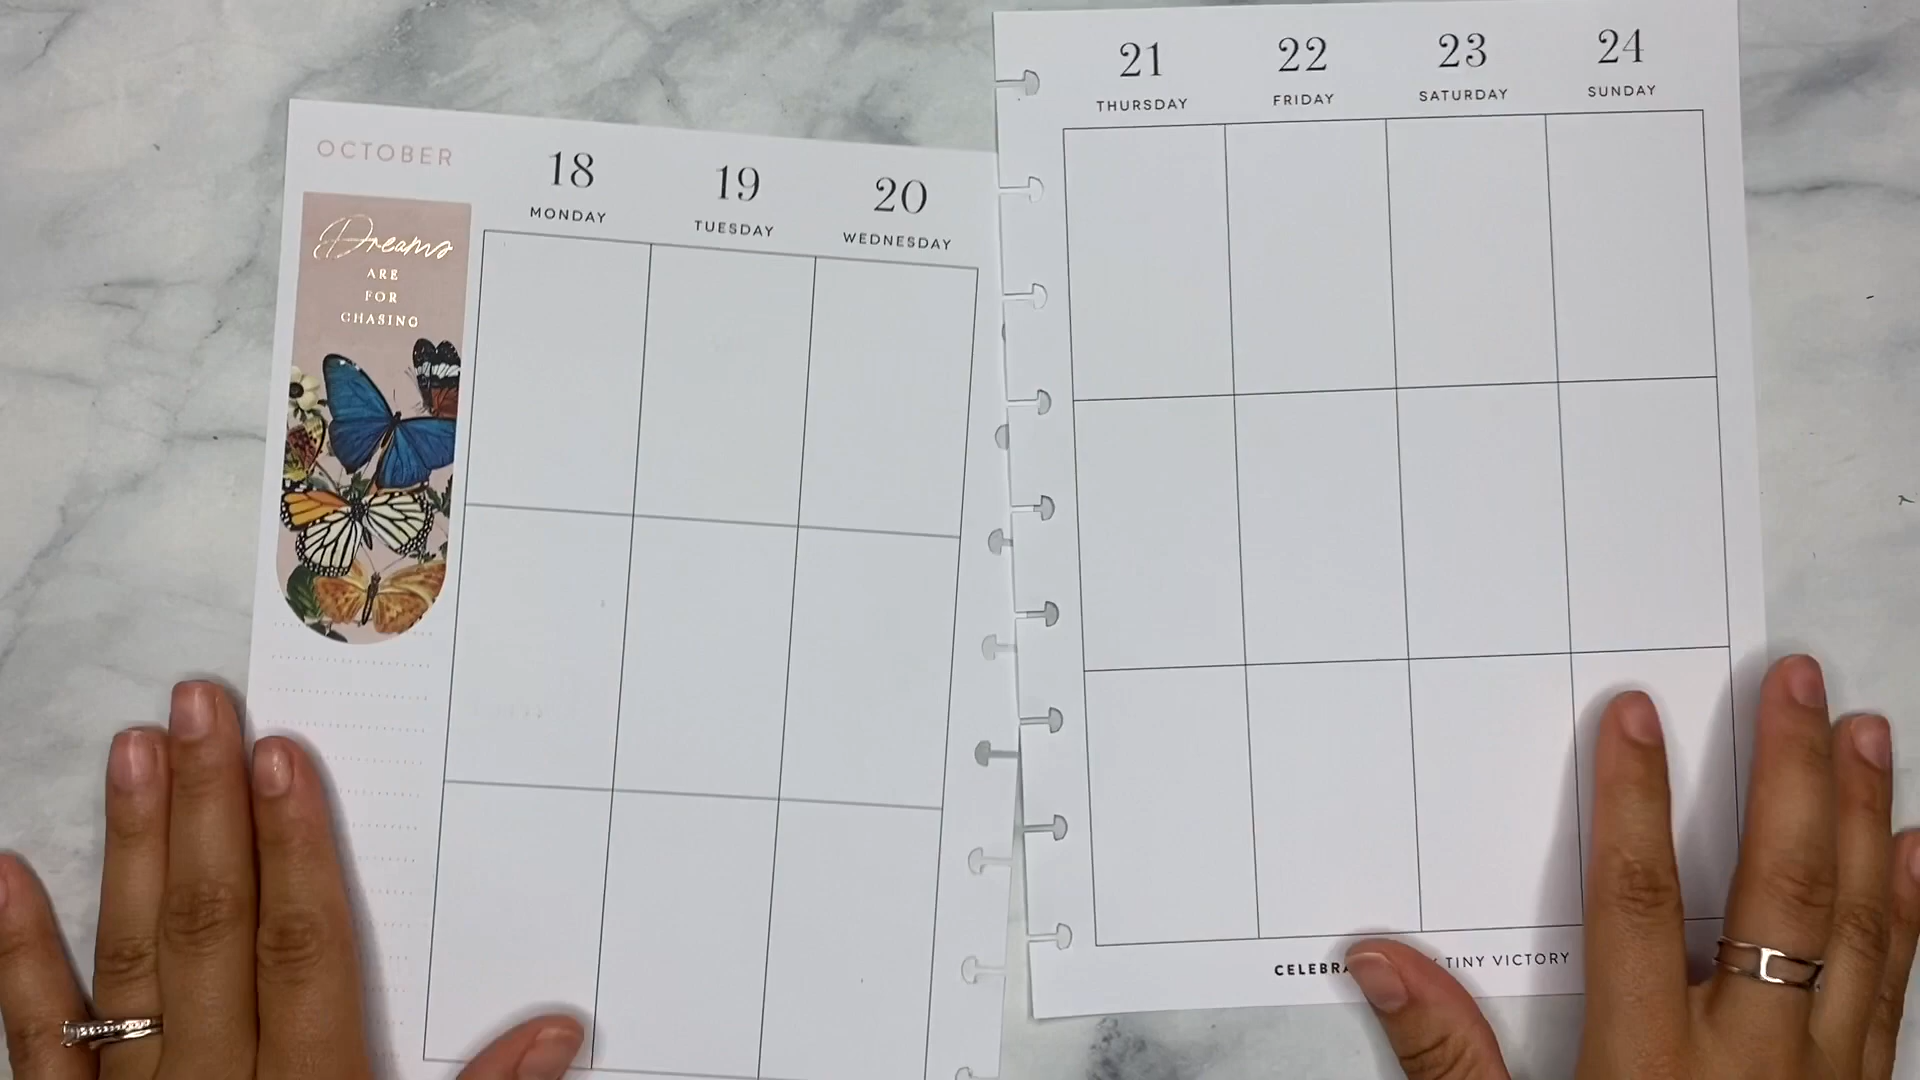 OCTOBER
Dreams
ARE
FOR
CHASING
18
MONDAY
19
TUESDAY
20
WEDNESDAY
21
THURSDAY
22
FRIDAY
23
SATURDAY
24
SUNDAY
TINY VICTORY